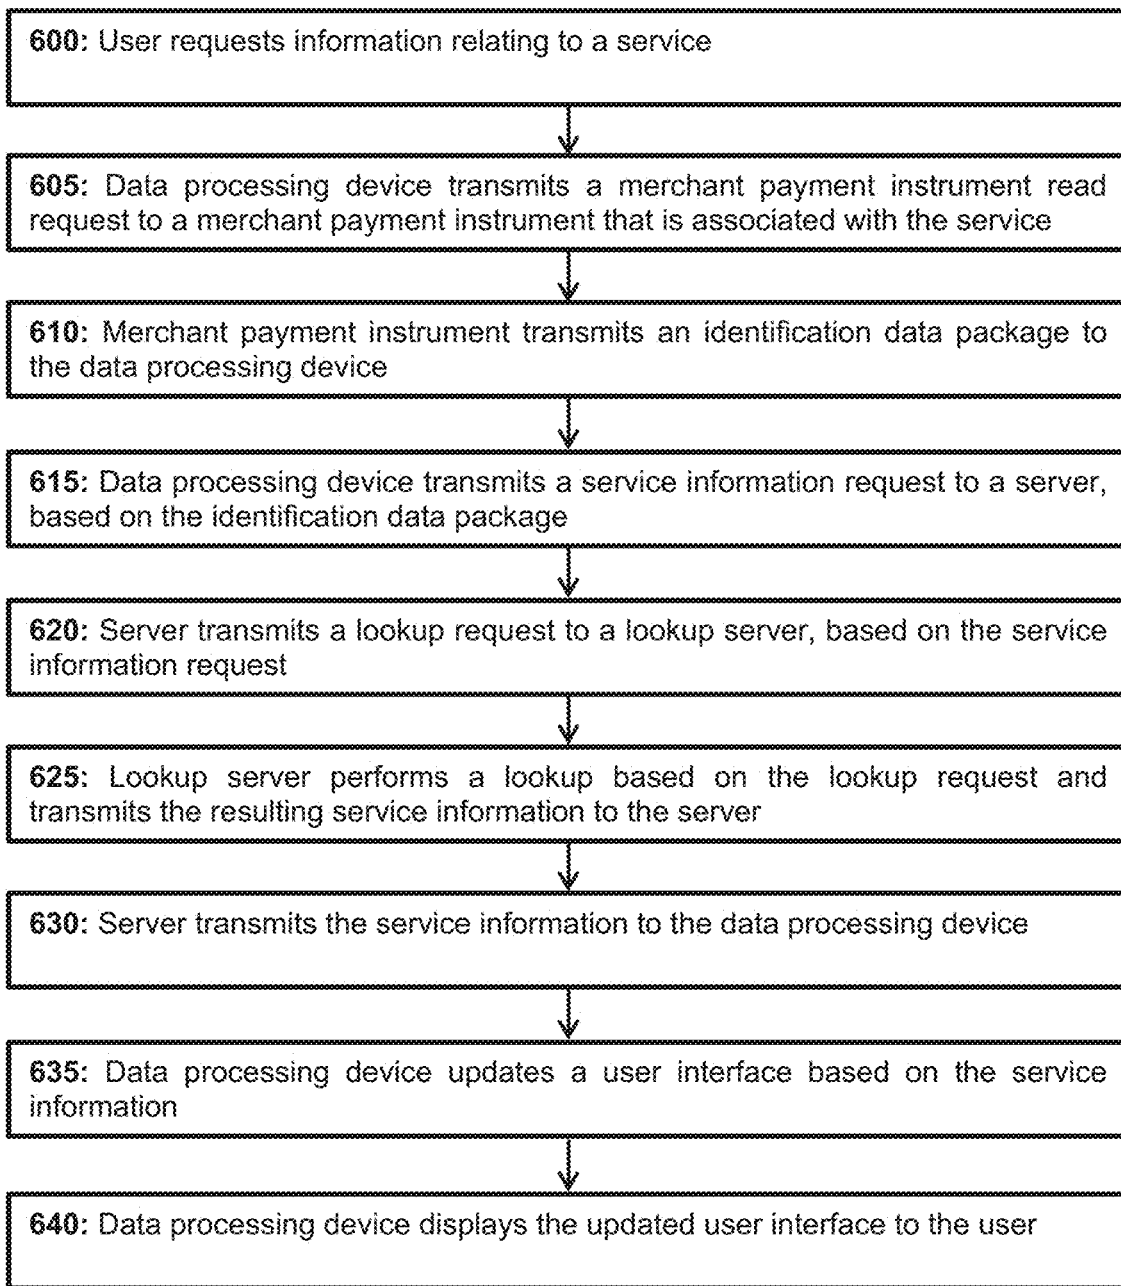 600: User requests information relating to a service
605: Data processing device transmits a merchant payment instrument read
request to a merchant payment instrument that is associated with the service
610: Merchant payment instrument transmits an identification data package to
the data processing device
615: Data processing device transmits a service information request to a server,
based on the identification data package
620: Server transmits a lookup request to a lookup server, based on the service
information request
625: Lookup server performs a lookup based on the lookup request and
transmits the resulting service information to the server
630: Server transmits the service information to the data processing device
635: Data processing device updates a user interface based on the service
information
640: Data processing device displays the updated user interface to the user